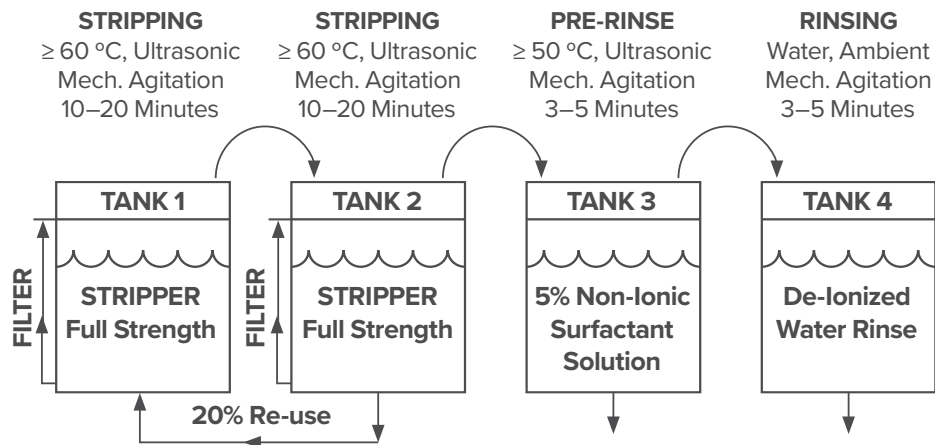 STRIPPING
≥ 60 ºC, Ultrasonic
Mech. Agitation
10–20 Minutes
STRIPPING
≥ 60 ºC, Ultrasonic
Mech. Agitation
10–20 Minutes
PRE-RINSE
≥ 50 ºC, Ultrasonic
Mech. Agitation
3–5 Minutes
RINSING
Water, Ambient
Mech. Agitation
3–5 Minutes
TANK 1
FILTER
STRIPPER
Full Strength
TANK 2
FILTER
STRIPPER
Full Strength
TANK 3
5% Non-Ionic
Surfactant
Solution
TANK 4
De-Ionized
Water Rinse
20% Re-use